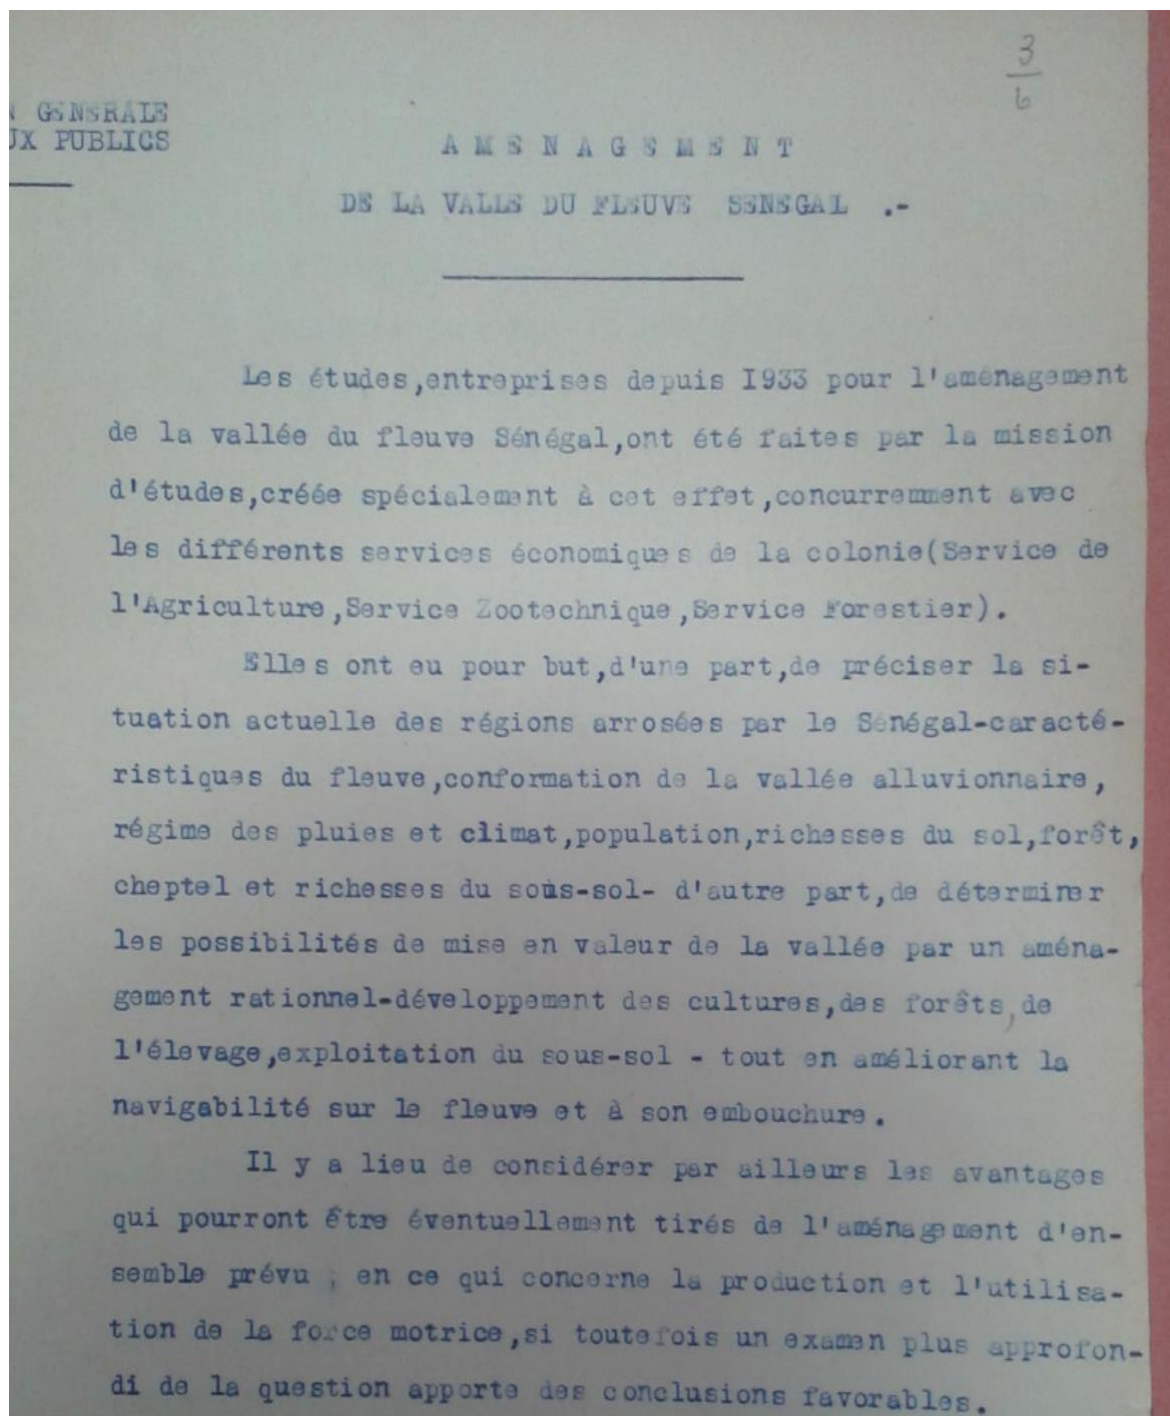 3
6
GENERALE
UX PUBLICS
A M E N A G E M E N T
DE LA VALLE DU FLEUVE SENEGAL .-
Les études,entreprises depuis I933 pour l'aménagement
de la vallée du fleuve Sénégal,ont été faites par la mission
d'études,créée spécialement à cet effet,concurremment avec
les différents services économiques de la colonie(Service de
l'Agriculture,Service Zootechnique,Service Forestier).
Elles ont eu pour but,d'une part,de préciser la si-
tuation actuelle des régions arrosées par le Sénégal-caracté-
ristiques du fleuve,conformation de la vallée alluvionnaire,
régime des pluies et climat,population,richesses du sol,forêt,
cheptel et richesses du sous-sol- d'autre part,de déterminer
les possibilités de mise en valeur de la vallée par un aména-
gement rationnel-développement des cultures,des forêts,de
l'élevage,exploitation du sous-sol - tout en améliorant la
navigabilité sur le fleuve et à son embouchure.
Il y a lieu de considérer par ailleurs les avantages
qui pourront être éventuellement tirés de l'aménagement d'en-
semble prévu ; en ce qui concerne la production et l'utilisa-
tion de la force motrice,si toutefois un examen plus approfon-
di de la question apporte des conclusions favorables.